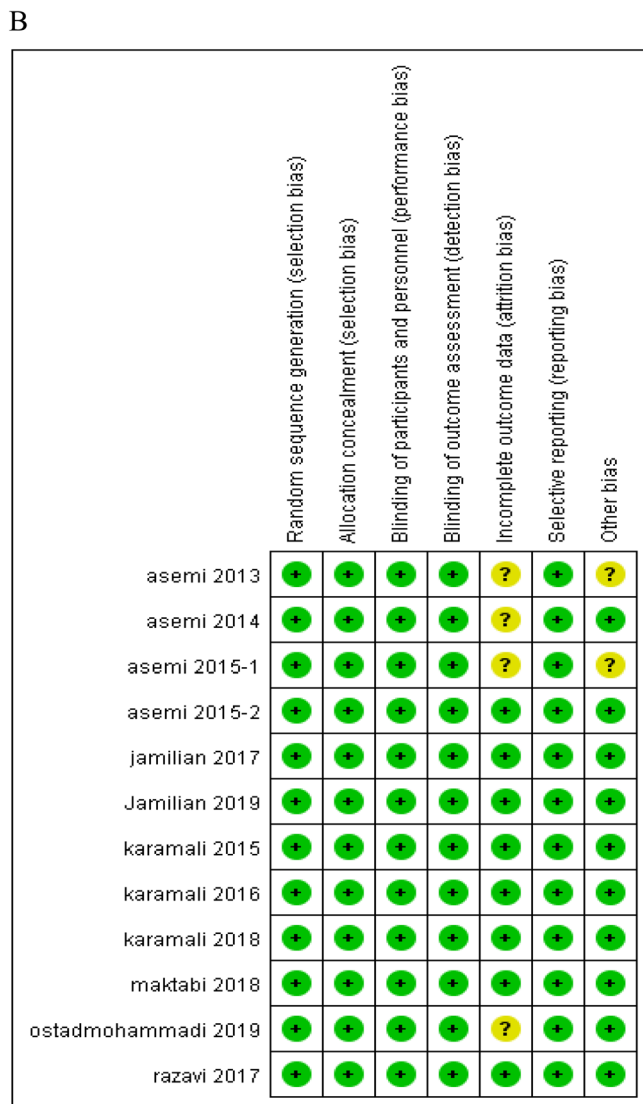 B
Random sequence generation (selection bias)
Allocation concealment (selection bias)
Blinding of participants and personnel (performance bias)
Blinding of outcome assessment (detection bias)
Incomplete outcome data (attrition bias)
Selective reporting (reporting bias)
Other bias
asemi 2013 + + + + ? + ?
asemi 2014 + + + + ? + +
asemi 2015-1 + + + + ? + ?
asemi 2015-2 + + + + + + +
jamilian 2017 + + + + + + +
Jamilian 2019 + + + + + + +
karamali 2015 + + + + + + +
karamali 2016 + + + + + + +
karamali 2018 + + + + + + +
maktabi 2018 + + + + + + +
ostadmohammadi 2019 + + + + ? + +
razavi 2017 + + + + + + +